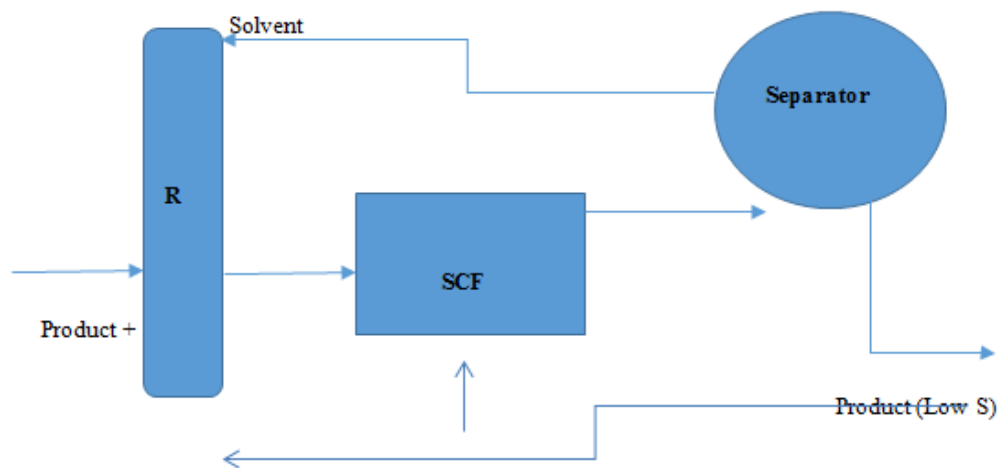 Solvent
Separator
R
SCF
Product +
Product (Low S)